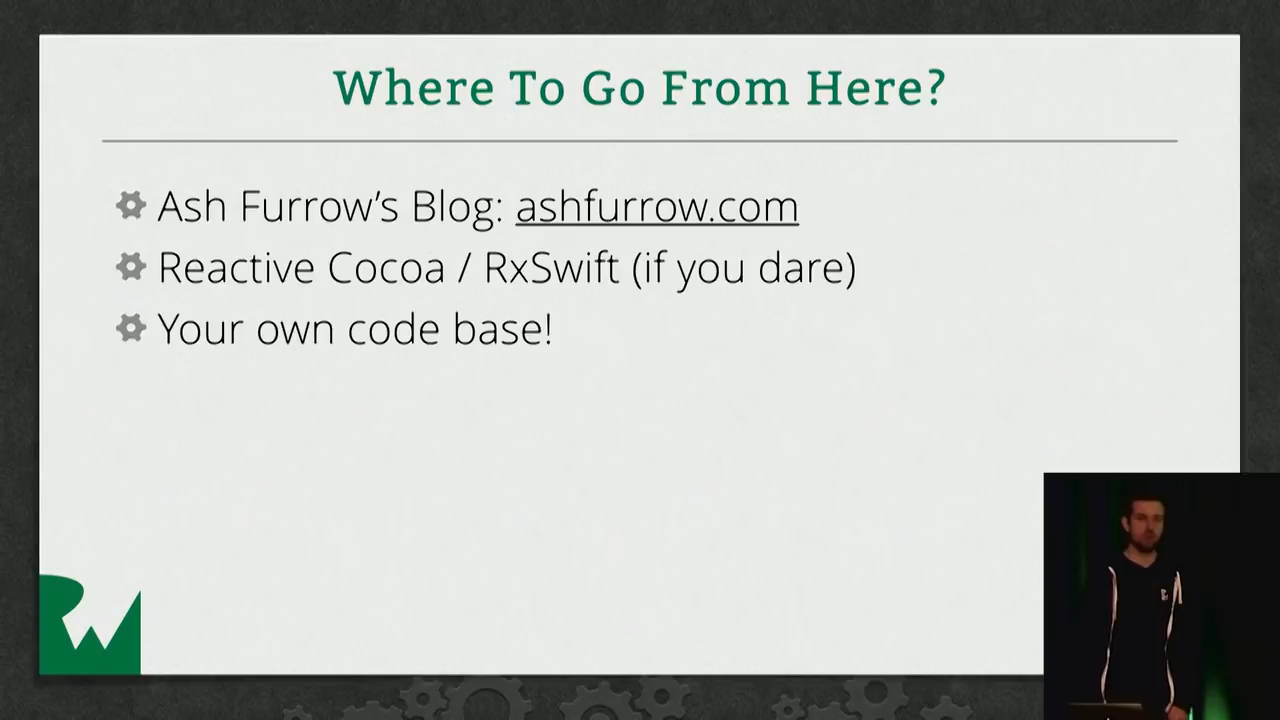 Where To Go From Here?
Ash Furrow’s Blog: ashfurrow.com
Reactive Cocoa / RxSwift (if you dare)
Your own code base!
RW